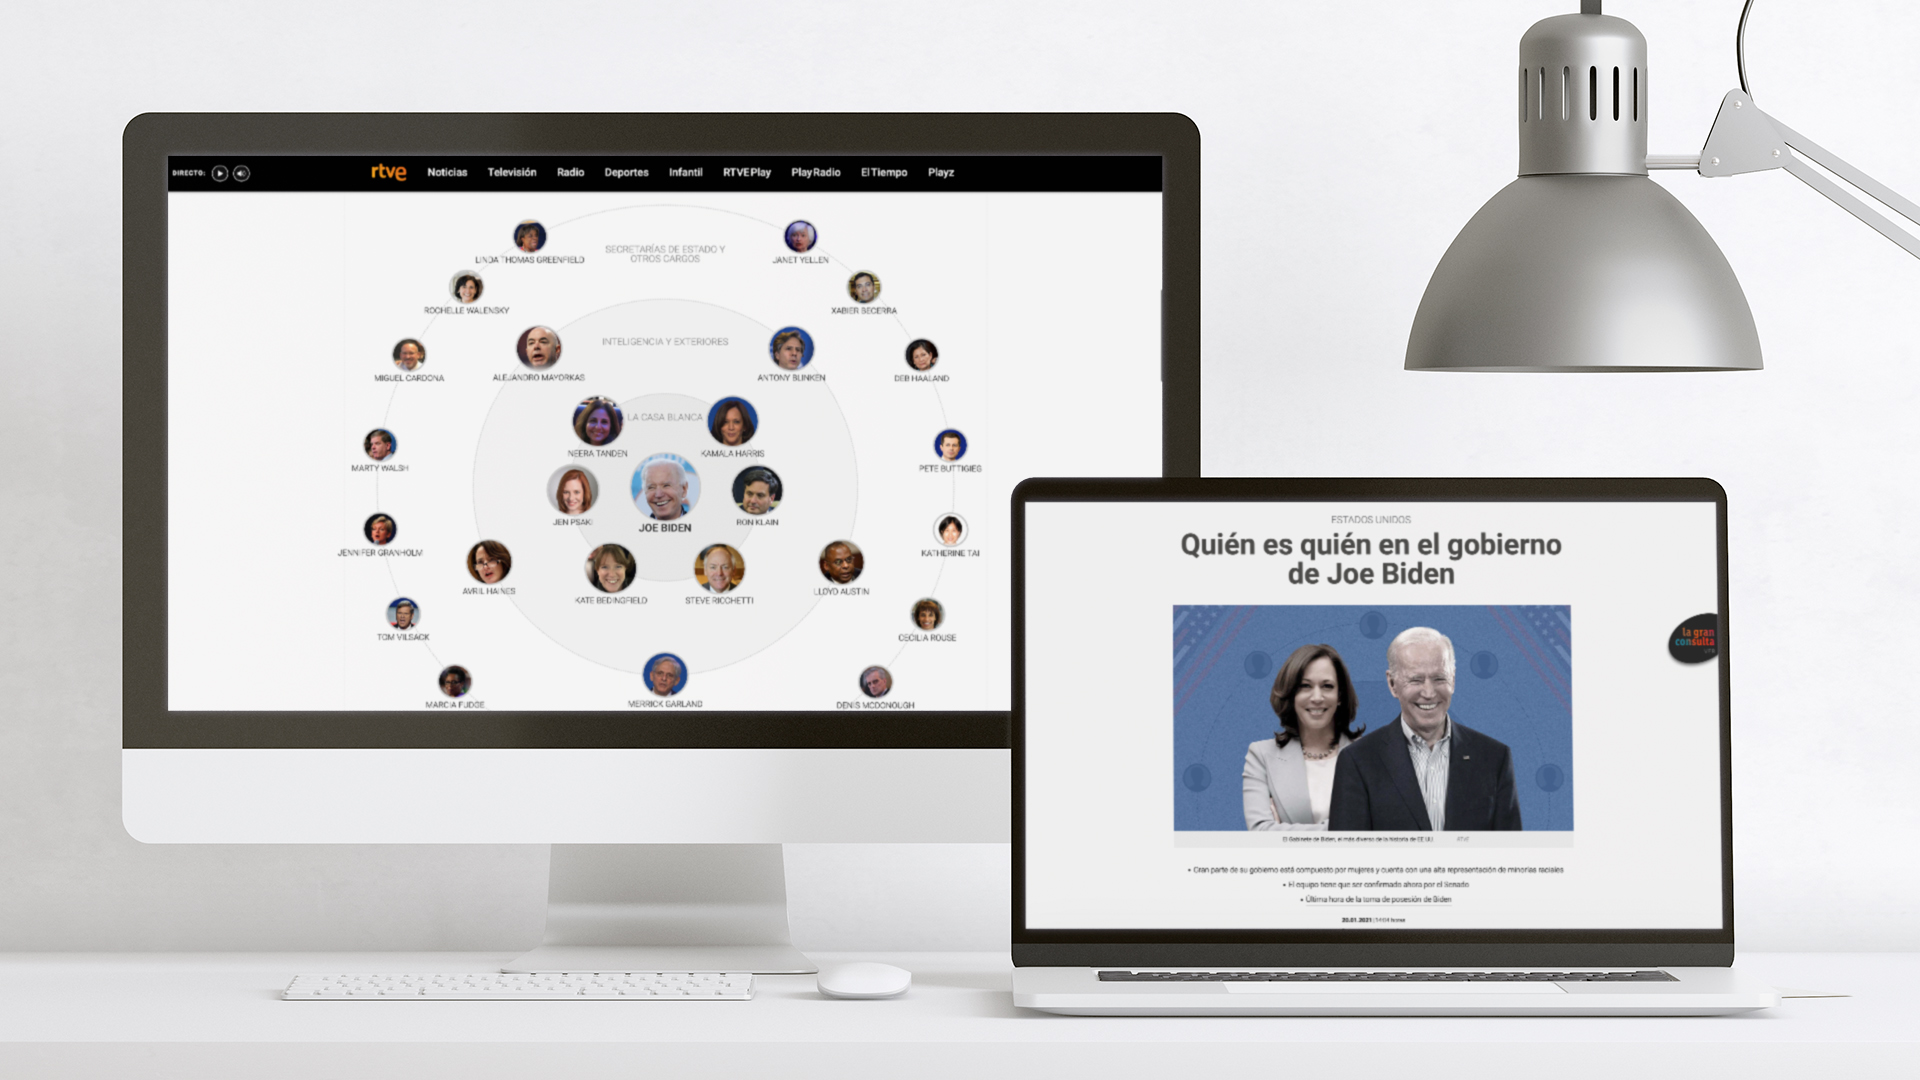 DIRECTO:
rtve Noticias Televisión Radio Deportes Infantil RTVE Play PlayRadio El Tiempo Playz
SECRETARÍAS DE ESTADO Y
OTROS CARGOS
LINDA THOMAS GREENFIELD
JANET YELLEN
ROCHELLE WALENSKY
XABIER BECERRA
INTELIGENCIA Y EXTERIORES
MIGUEL CARDONA
ALEJANDRO MAYORKAS
ANTONY BLINKEN
DEB HAALAND
LA CASA BLANCA
NEERA TANDEN
KAMALA HARRIS
MARTY WALSH
PETE BUTTIGIEG
JEN PSAKI
JOE BIDEN
RON KLAIN
JENNIFER GRANHOLM
KATHERINE TAI
AVRIL HAINES
KATE BEDINGFIELD
STEVE RICCHETTI
LLOYD AUSTIN
TOM VILSACK
CECILIA ROUSE
MARCIA FUDGE
MERRICK GARLAND
DENIS MCDONOUGH
ESTADOS UNIDOS
Quién es quién en el gobierno
de Joe Biden
la gran
consulta
El Gabinete de Biden, el más diverso de la historia de EE UU RTVE
• Gran parte de su gobierno está compuesto por mujeres y cuenta con una alta representación de minorías raciales
• El equipo tiene que ser confirmado ahora por el Senado
• Última hora de la toma de posesión de Biden
20.01.2021 | horas